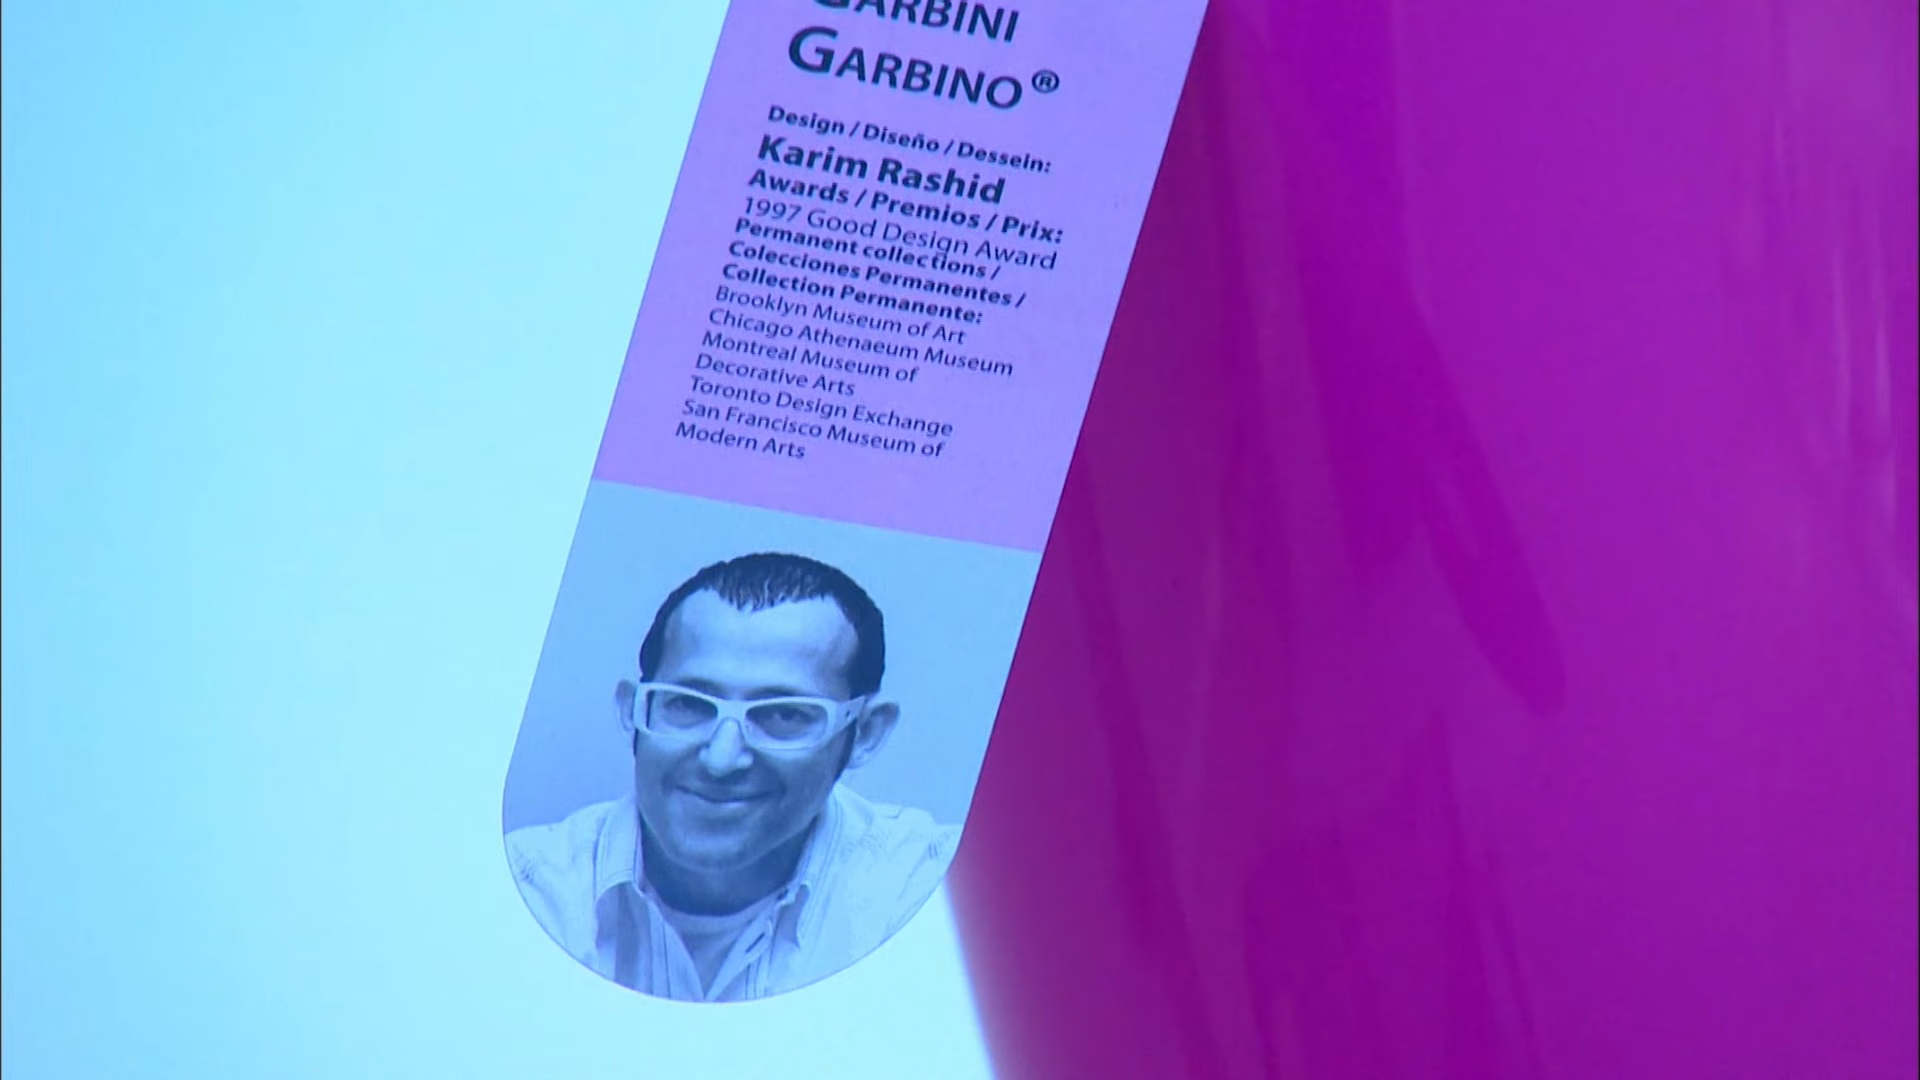 GARBINI
GARBINO®
Design / Diseño / Dessein:
Karim Rashid
Awards / Premios / Prix:
1997 Good Design Award
Permanent collections /
Colecciones Permanentes /
Collection Permanente:
Brooklyn Museum of Art
Chicago Athenaeum Museum
Montreal Museum of
Decorative Arts
Toronto Design Exchange
San Francisco Museum of
Modern Arts